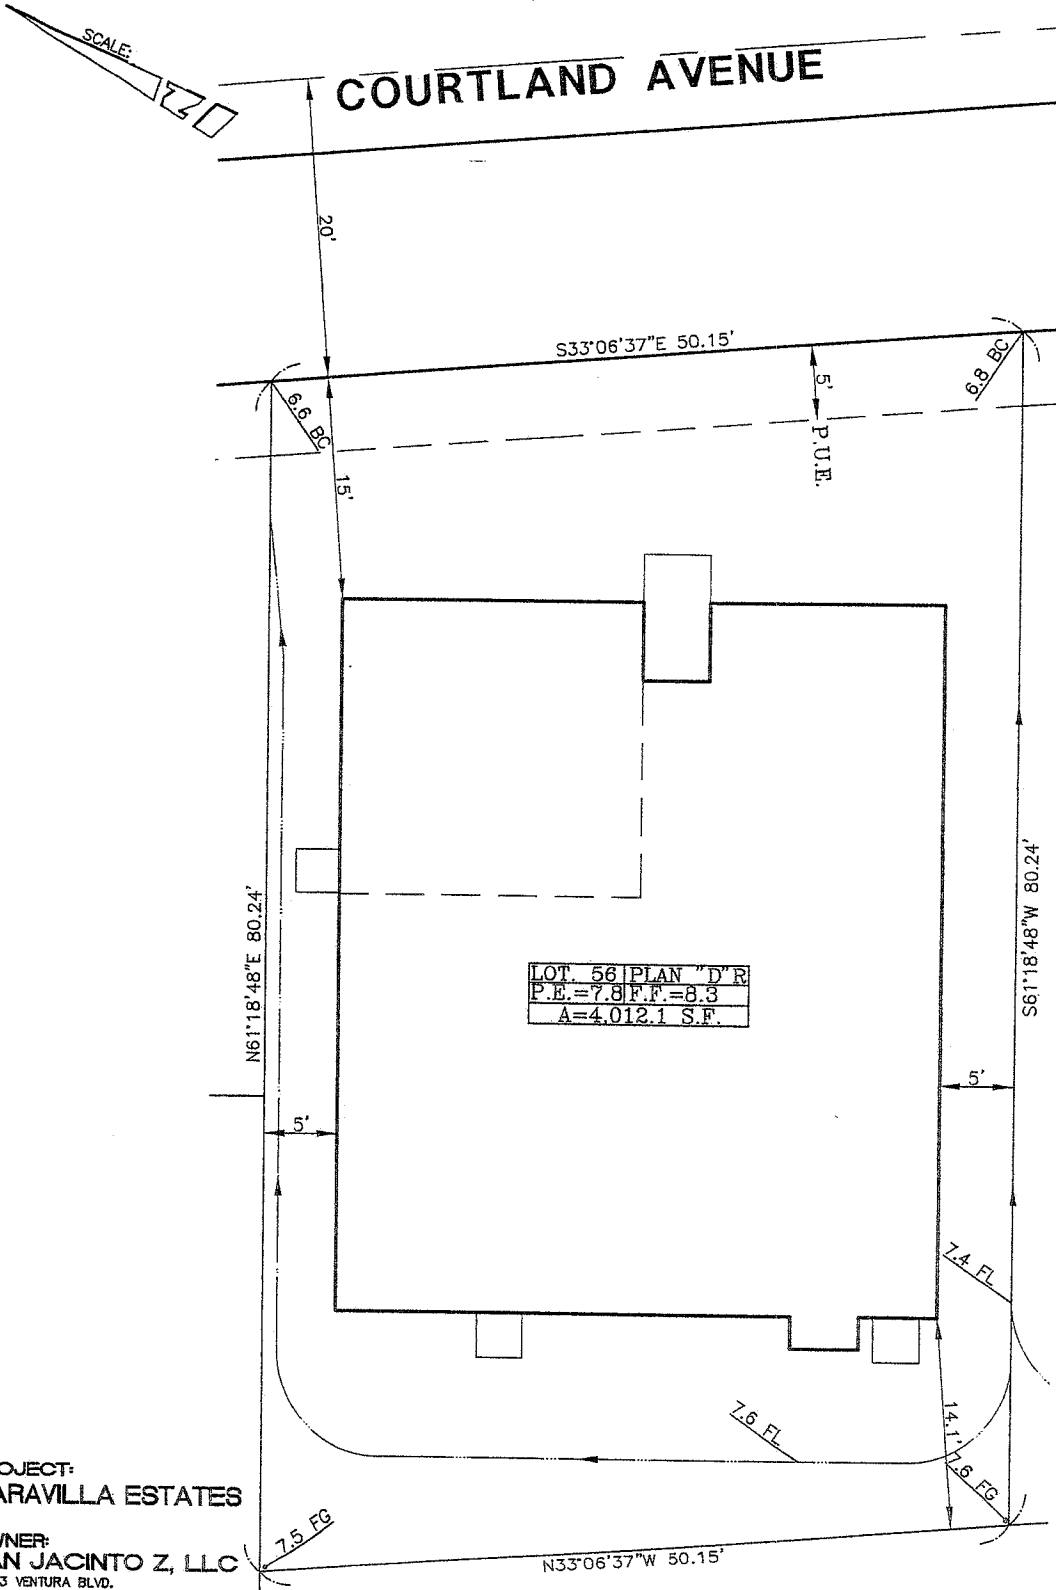 SCALE:
NO
COURTLAND AVENUE
20'
S33°06'37"E 50.15'
6.6 BC
6.8 BC
5'
P.U.E.
15'
N61°18'48"E 80.24'
S61°18'48"W 80.24'
LOT. 56 PLAN "D"R
P.E.=7.8 F.F.=8.3
A=4,012.1 S.F.
5'
5'
7.4 FL
7.6 FL
14.1'
7.6 FG
7.5 FG
N33°06'37"W 50.15'
OJECT:
ARAVILLA ESTATES
NER:
AN JACINTO Z, LLC
3 VENTURA BLVD.